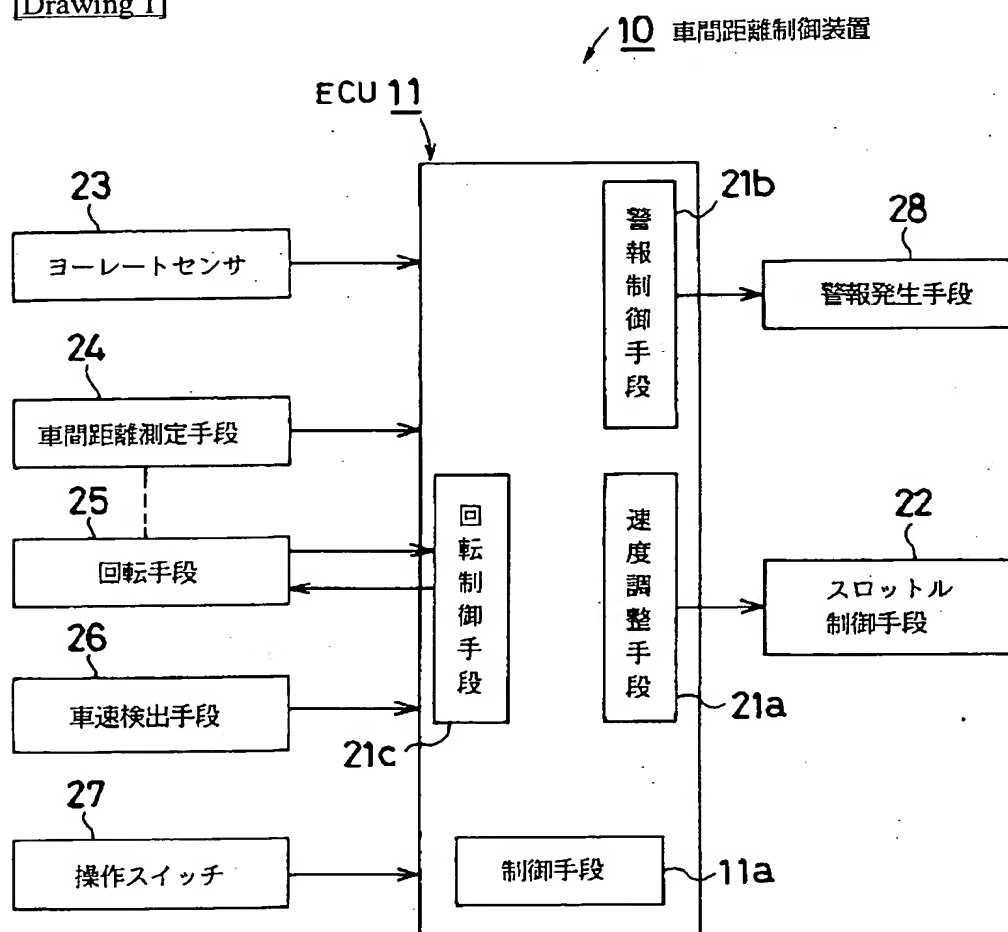 [Drawing 1]
10 車間距離制御装置
ECU 11
23
ヨーレートセンサ
24
車間距離測定手段
25
回転手段
26
車速検出手段
27
操作スイッチ
21b
警報制御手段
28
警報発生手段
回転制御手段
21c
速度調整手段
21a
22
スロットル
制御手段
制御手段
11a